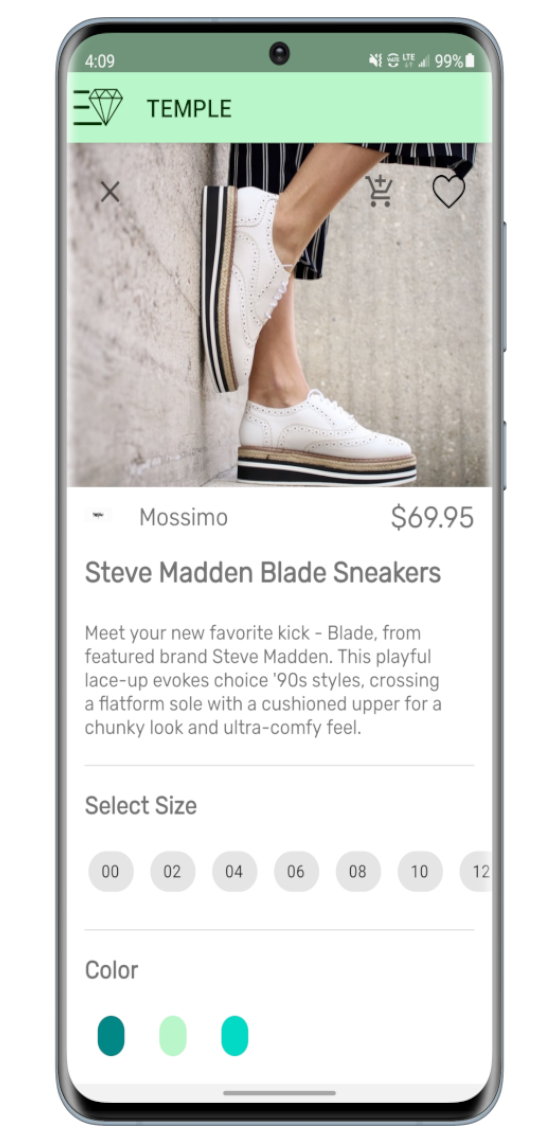 4:09
LTE 99%
TEMPLE
Mossimo
$69.95
Steve Madden Blade Sneakers
Meet your new favorite kick - Blade, from
featured brand Steve Madden. This playful
lace-up evokes choice '90s styles, crossing
a flatform sole with a cushioned upper for a
chunky look and ultra-comfy feel.
Select Size
00 02 04 06 08 10 12
Color